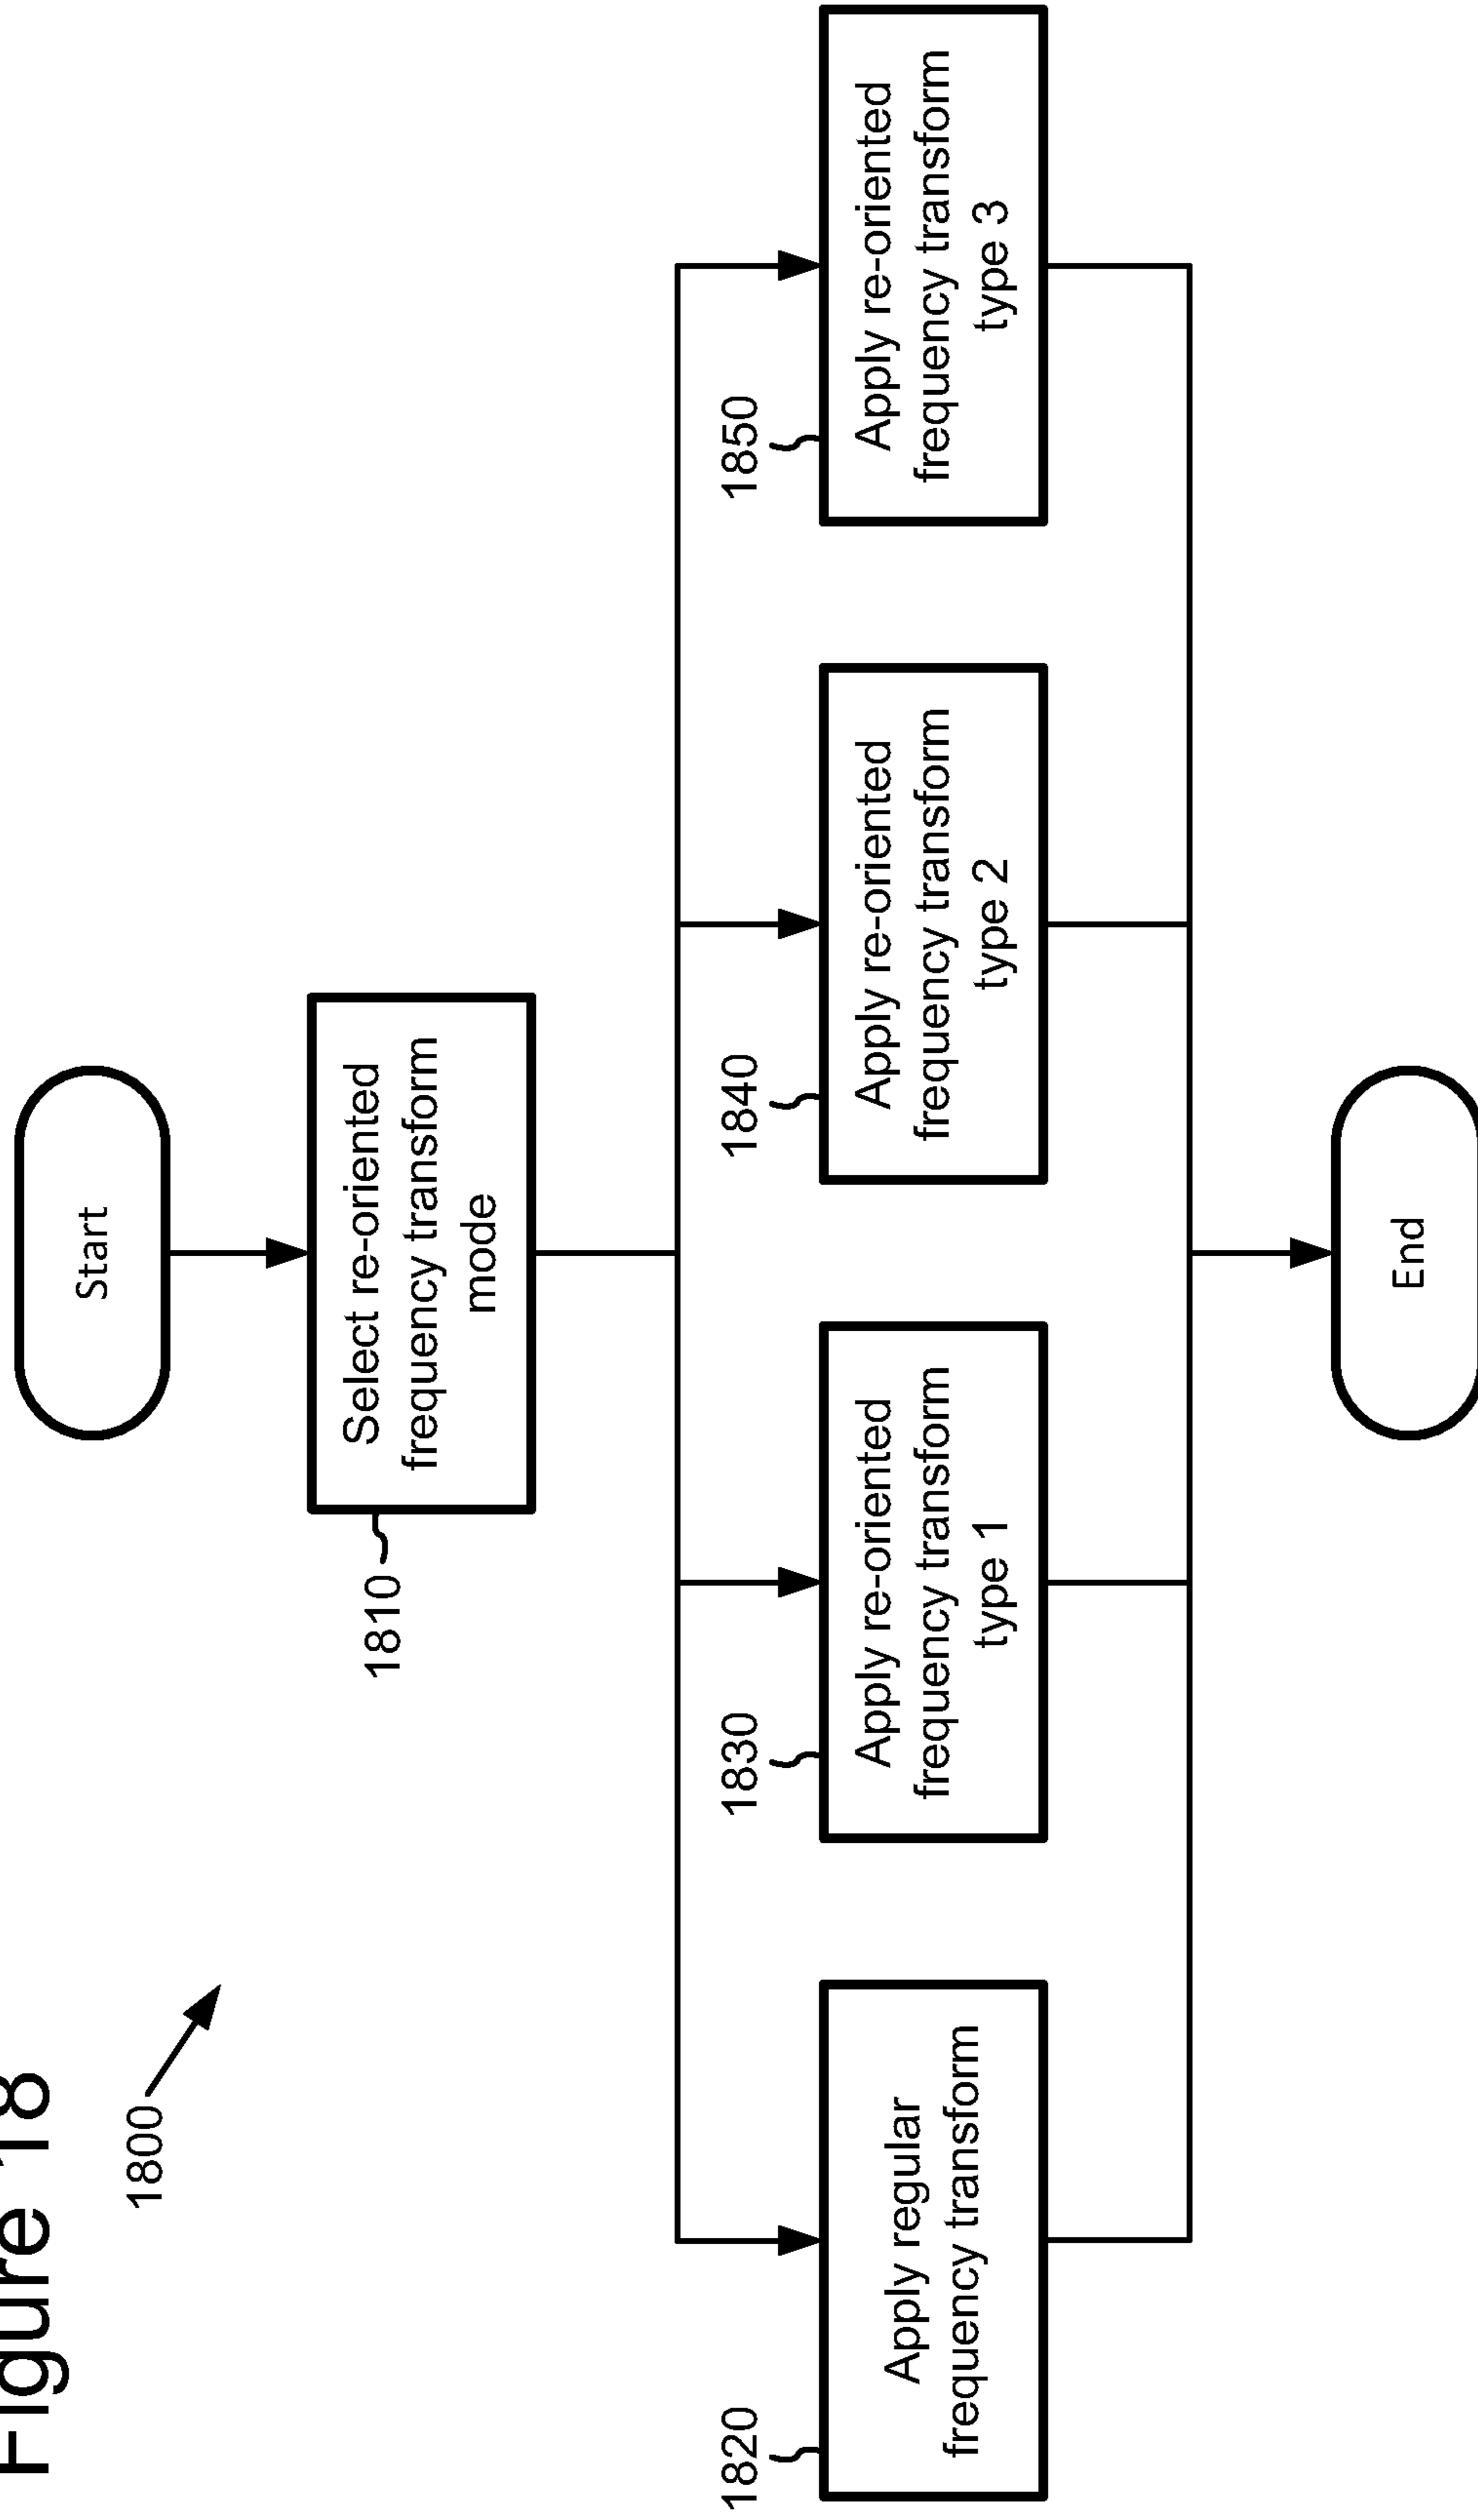 Figure 18
1800
Start
1810
Select re-oriented
frequency transform
mode
1820
Apply regular
frequency transform
1830
Apply re-oriented
frequency transform
type 1
1840
Apply re-oriented
frequency transform
type 2
1850
Apply re-oriented
frequency transform
type 3
End